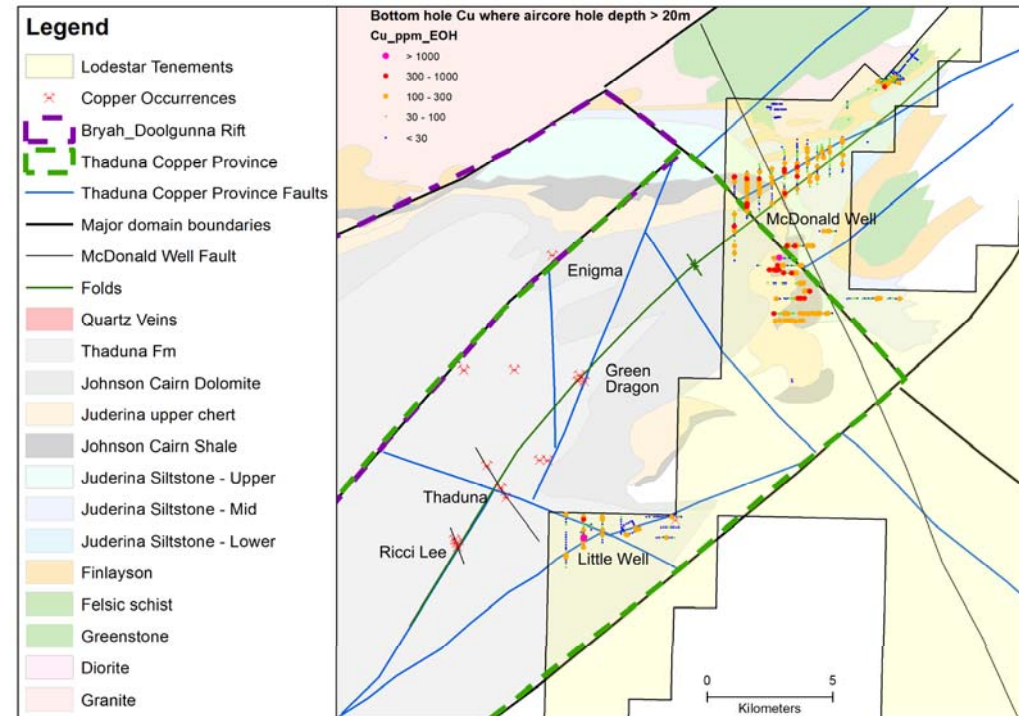 Legend
Lodestar Tenements
Copper Occurrences
Bryah_Doolgunna Rift
Thaduna Copper Province
Thaduna Copper Province Faults
Major domain boundaries
McDonald Well Fault
Folds
Quartz Veins
Thaduna Fm
Johnson Cairn Dolomite
Juderina upper chert
Johnson Cairn Shale
Juderina Siltstone - Upper
Juderina Siltstone - Mid
Juderina Siltstone - Lower
Finlayson
Felsic schist
Greenstone
Diorite
Granite
Bottom hole Cu where aircore hole depth > 20m
Cu_ppm_EOH
> 1000
300 - 1000
100 - 300
30 - 100
< 30
McDonald Well
Enigma
Green
Dragon
Thaduna
Ricci Lee
Little Well
0 5
Kilometers